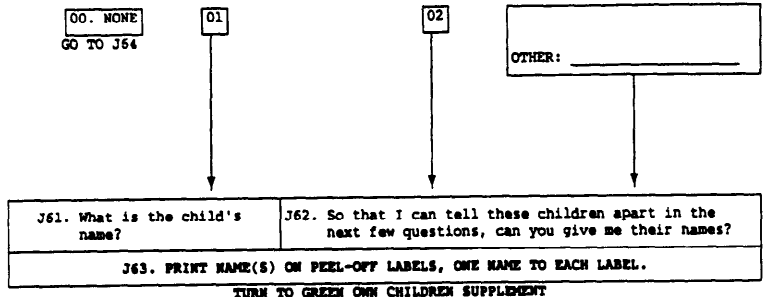 00. NONE
01
02
GO TO J64
OTHER:
J61. What is the child's
name?
J62. So that I can tell these children apart in the
next few questions, can you give me their names?
J63. PRINT NAME(S) ON PEEL-OFF LABELS, ONE NAME TO EACH LABEL.
TURN TO GREEN OWN CHILDREN SUPPLEMENT